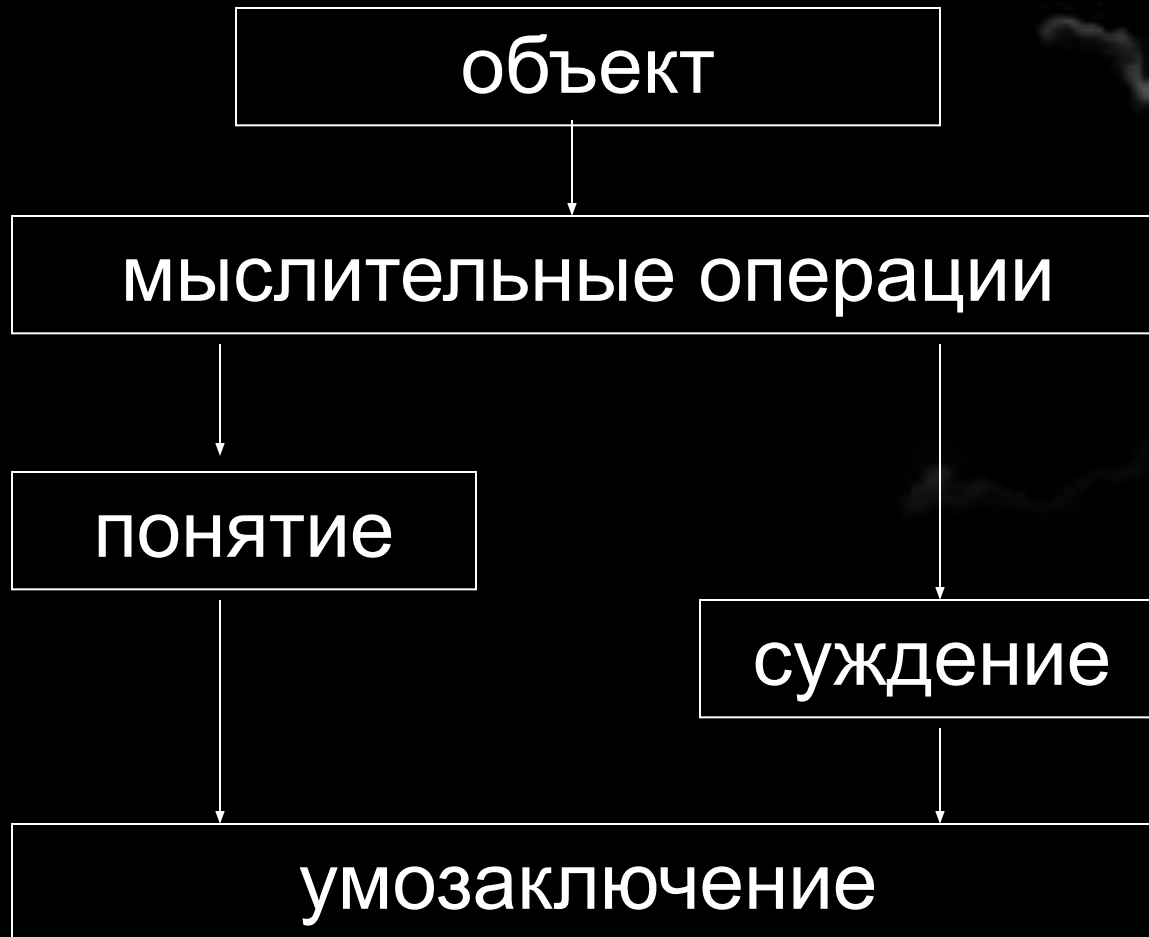 объект
мыслительные операции
понятие
суждение
умозаключение